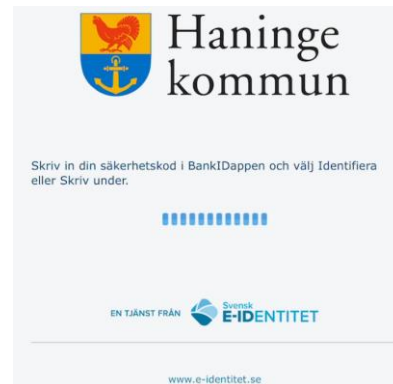 Haninge
kommun
Skriv in din säkerhetskod i BankIDappen och välj Identifiera
eller Skriv under.
EN TJÄNST FRÅN Svensk E-IDENTITET
www.e-identitet.se